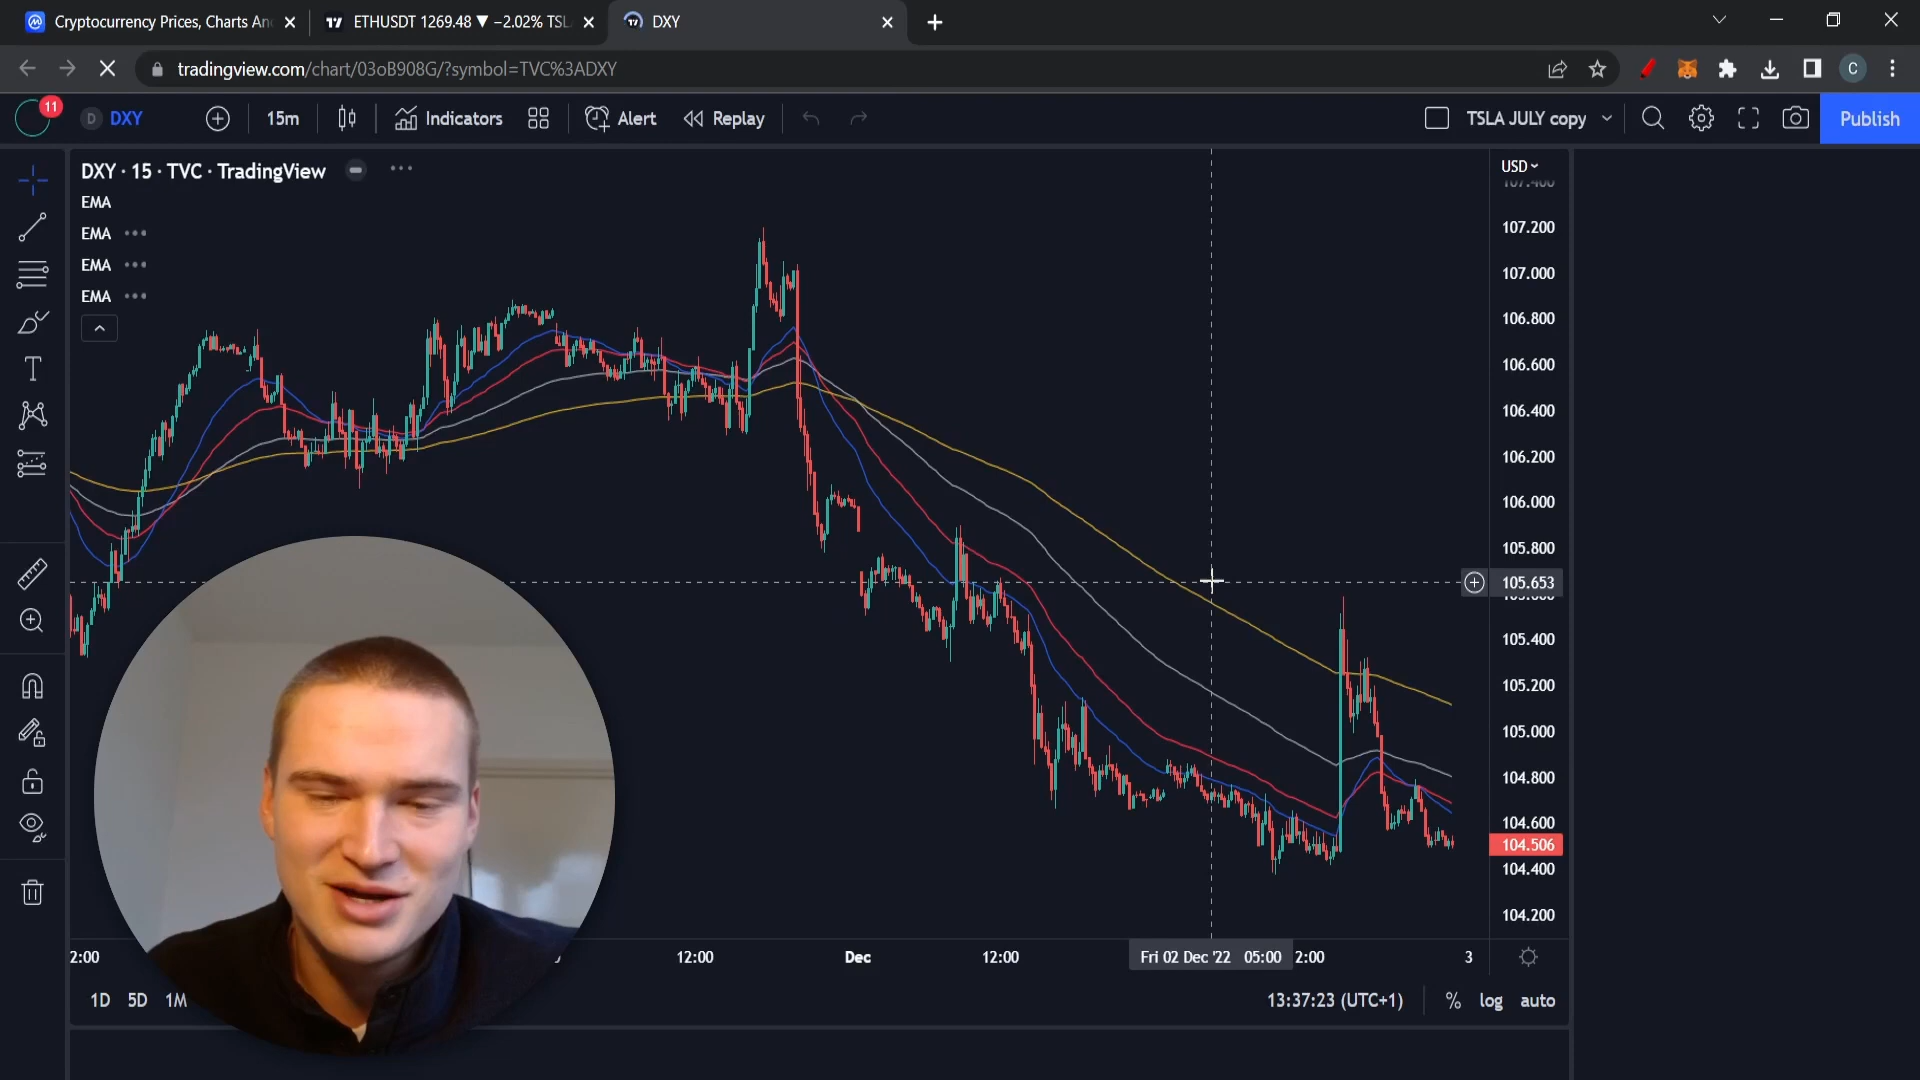 Cryptocurrency Prices, Charts An
ETHUSDT 1269.48 ▼ −2.02% TSL
DXY
tradingview.com/chart/03oB908G/?symbol=TVC%3ADXY
C
11
D DXY
15m
Indicators
Alert
Replay
TSLA JULY copy
Publish
DXY · 15 · TVC · TradingView
EMA
EMA
EMA
EMA
USD
107.400
107.200
107.000
106.800
106.600
106.400
106.200
106.000
105.800
105.653
105.600
105.400
105.200
105.000
104.800
104.600
104.506
104.400
104.200
2:00
12:00
Dec
12:00
Fri 02 Dec '22 05:00
2:00
3
1D 5D 1M
13:37:23 (UTC+1)
% log auto